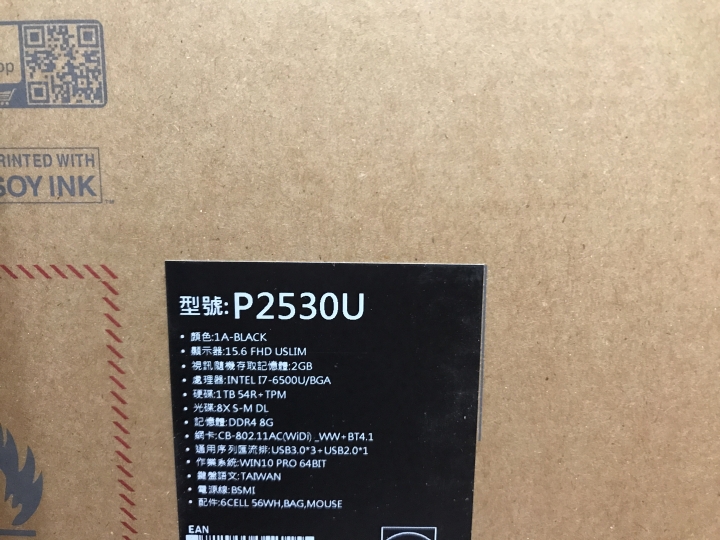 op
PRINTED WITH
SOY INK
型號:P2530U
• 顏色:1A-BLACK
• 顯示器:15.6 FHD USLIM
• 視訊隨機存取記憶體:2GB
• 處理器:INTEL I7-6500U/BGA
• 硬碟:1TB 54R+TPM
• 光碟:8X S-M DL
• 記憶體:DDR4 8G
• 網卡:CB-802.11AC(WiDi)_WW+BT4.1
• 通用序列匯流排:USB3.0*3+USB2.0*1
• 作業系統:WIN10 PRO 64BIT
• 鍵盤語文:TAIWAN
• 電源線:BSMI
• 配件:6CELL 56WH,BAG,MOUSE
EAN